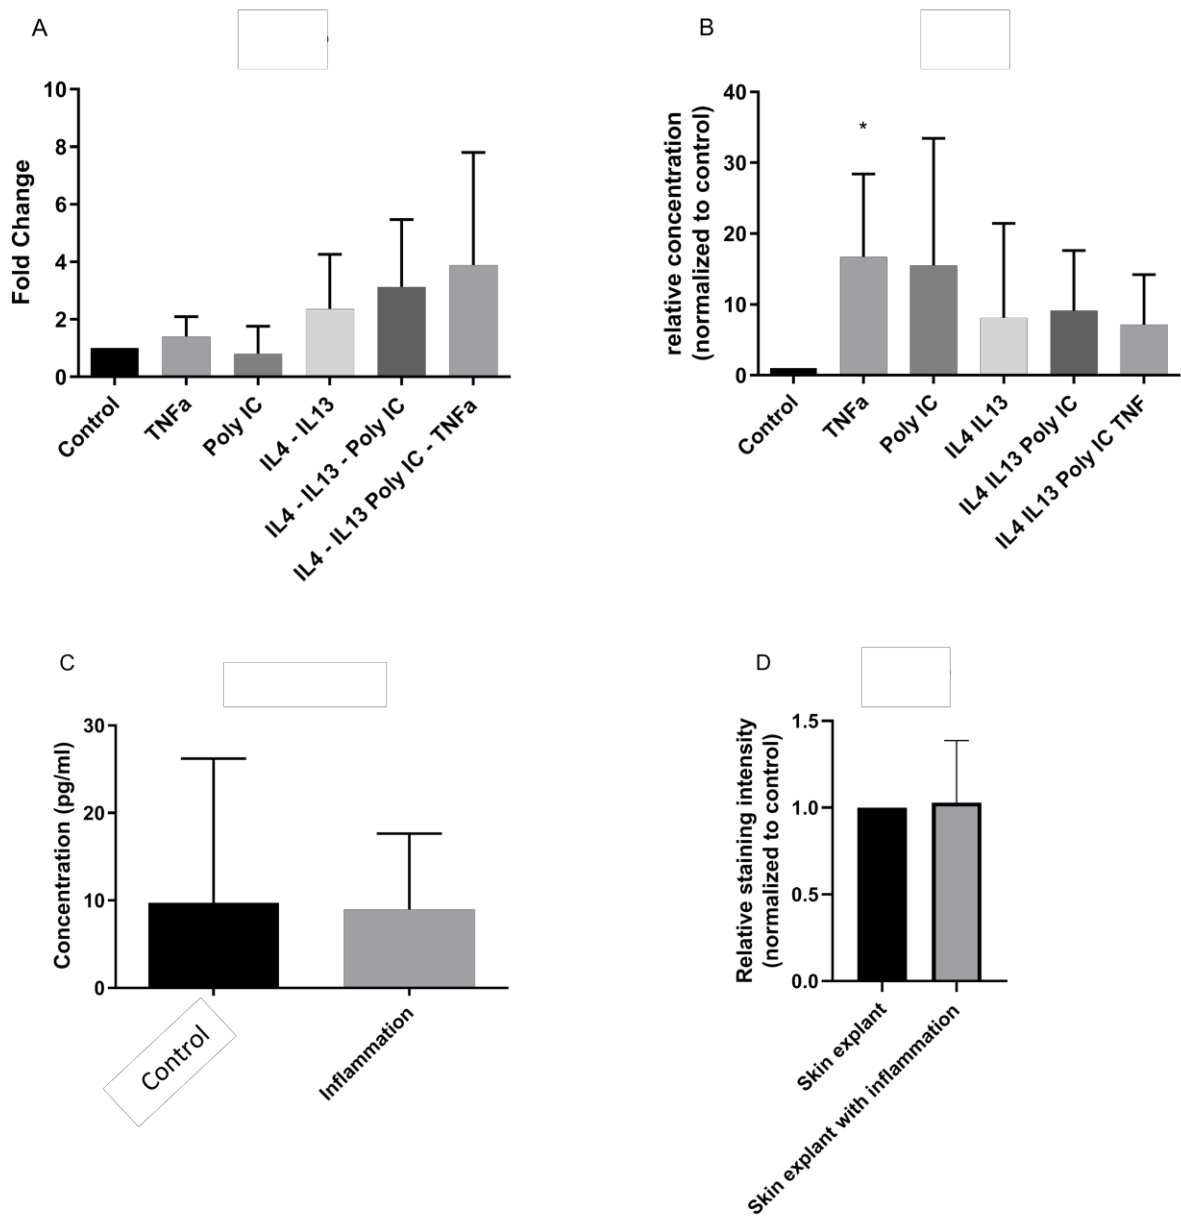 A
Fold Change
10
8
6
4
2
0
Control
TNFa
Poly IC
IL4 - IL13
IL4 - IL13 - Poly IC
IL4 - IL13 Poly IC - TNFa
B
relative concentration
(normalized to control)
40
30
20
10
0
*
Control
TNFa
Poly IC
IL4 IL13
IL4 IL13 Poly IC
IL4 IL13 Poly IC TNF
C
Concentration (pg/ml)
30
20
10
0
Control
Inflammation
D
Relative staining intensity
(normalized to control)
1.5
1.0
0.5
0.0
Skin explant
Skin explant with inflammation